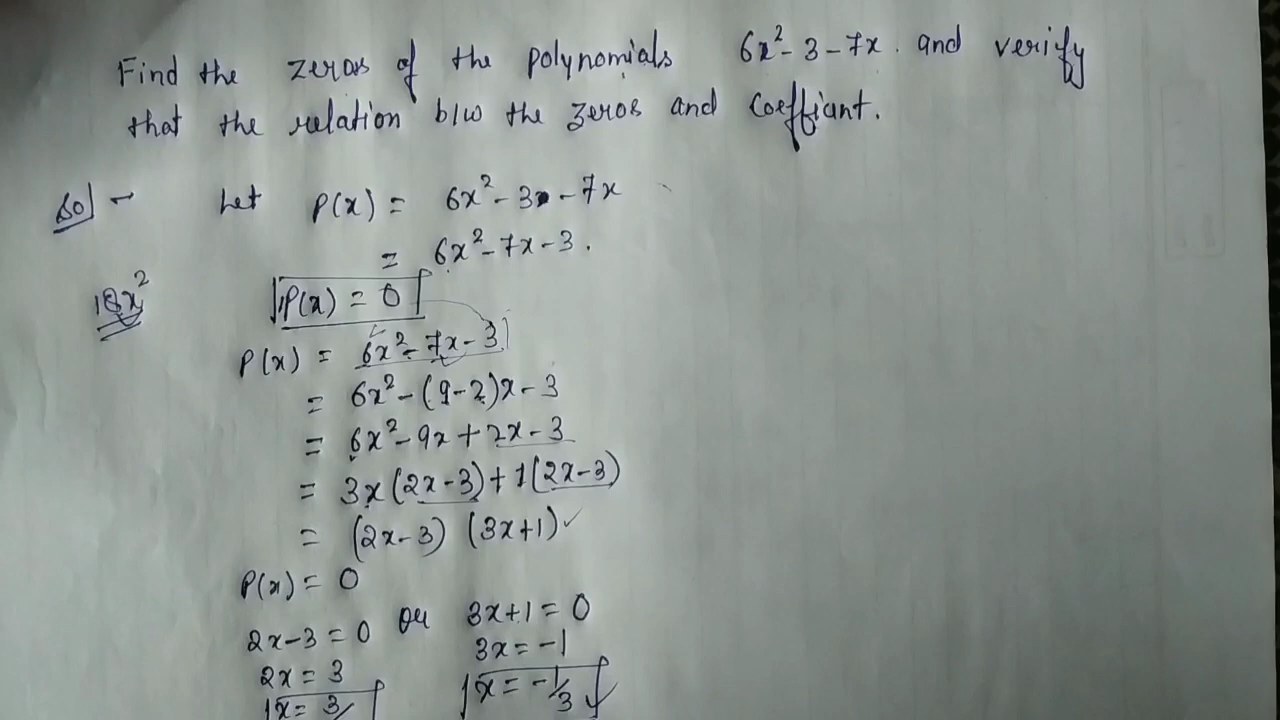 Find the zeros of the polynomials 6x² - 3 - 7x. and verify
that the relation b/w the zeros and coeffiant.
Sol - Let P(x) = 6x² - 3 - 7x
= 6x² - 7x - 3.
18x² P(x) = 0
P(x) = 6x² - 7x - 3
= 6x² - (9-2)x - 3
= 6x² - 9x + 2x - 3
= 3x(2x-3) + 1(2x-3)
= (2x-3) (3x+1)
P(x) = 0
2x-3 = 0 or 3x+1 = 0
2x = 3 3x = -1
x = 3/ x = -1/3